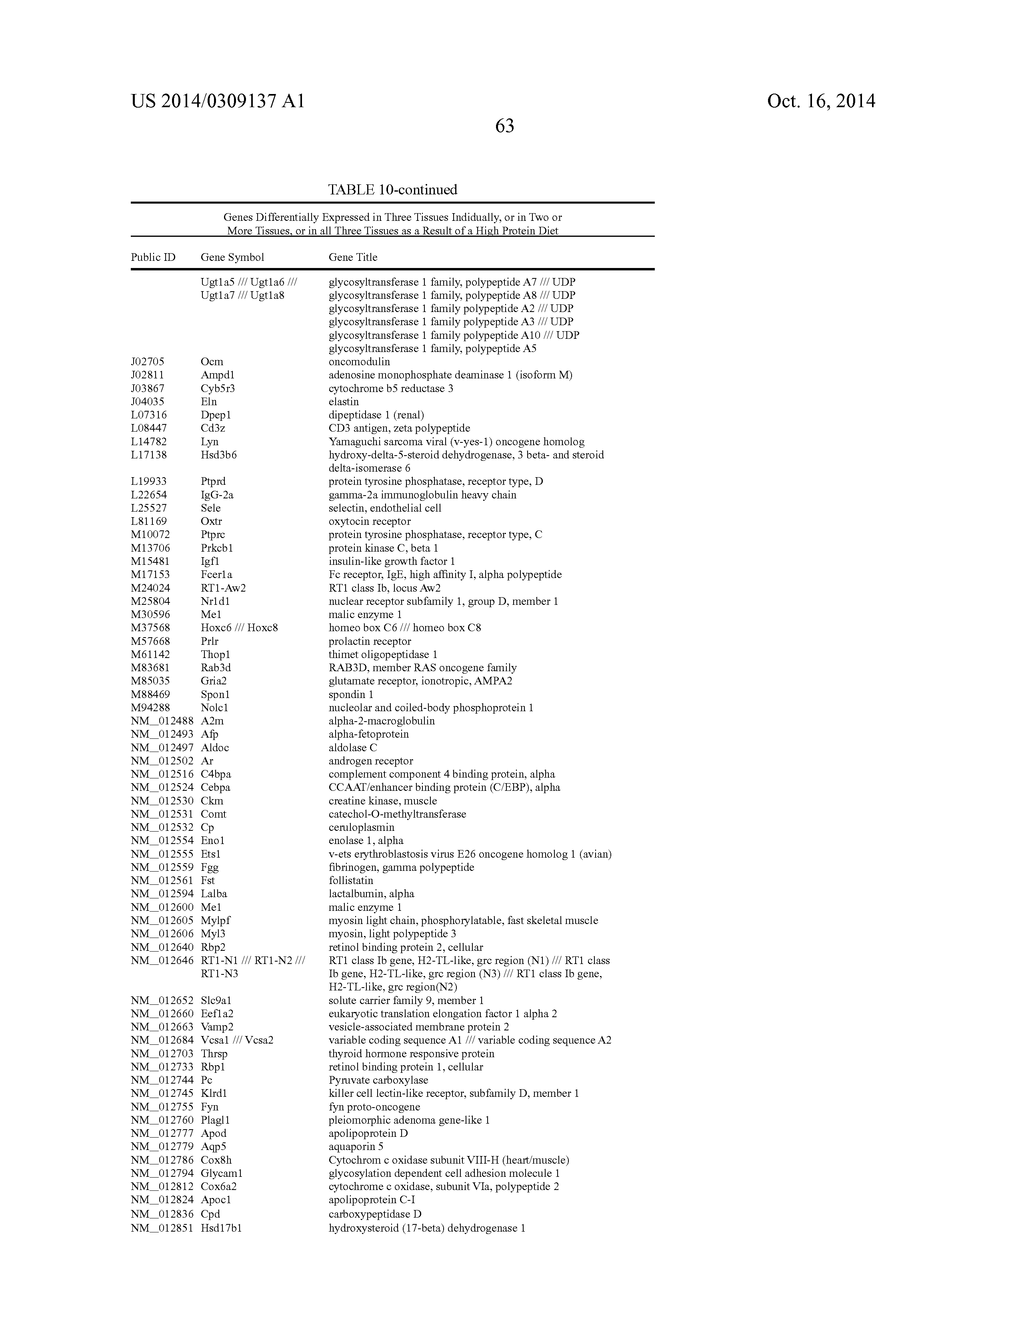 US 2014/0309137 A1 Oct. 16, 2014
63
TABLE 10-continued
Genes Differentially Expressed in Three Tissues Indidually, or in Two or
More Tissues, or in all Three Tissues as a Result of a High Protein Diet
Public ID Gene Symbol Gene Title
Ugt1a5 /// Ugt1a6 /// glycosyltransferase 1 family, polypeptide A7 /// UDP
Ugt1a7 /// Ugt1a8 glycosyltransferase 1 family, polypeptide A8 /// UDP
glycosyltransferase 1 family polypeptide A2 /// UDP
glycosyltransferase 1 family, polypeptide A3 /// UDP
glycosyltransferase 1 family polypeptide A10 /// UDP
glycosyltransferase 1 family, polypeptide A5
J02705 Ocm oncomodulin
J02811 Ampd1 adenosine monophosphate deaminase 1 (isoform M)
J03867 Cyb5r3 cytochrome b5 reductase 3
J04035 Eln elastin
L07316 Dpep1 dipeptidase 1 (renal)
L08447 Cd3z CD3 antigen, zeta polypeptide
L14782 Lyn Yamaguchi sarcoma viral (v-yes-1) oncogene homolog
L17138 Hsd3b6 hydroxy-delta-5-steroid dehydrogenase, 3 beta- and steroid
delta-isomerase 6
L19933 Ptprd protein tyrosine phosphatase, receptor type, D
L22654 IgG-2a gamma-2a immunoglobulin heavy chain
L25527 Sele selectin, endothelial cell
L81169 Oxtr oxytocin receptor
M10072 Ptprc protein tyrosine phosphatase, receptor type, C
M13706 Prkcb1 protein kinase C, beta 1
M15481 Igf1 insulin-like growth factor 1
M17153 Fcer1a Fc receptor, IgE, high affinity I, alpha polypeptide
M24024 RT1-Aw2 RT1 class Ib, locus Aw2
M25804 Nr1d1 nuclear receptor subfamily 1, group D, member 1
M30596 Me1 malic enzyme 1
M37568 Hoxc6 /// Hoxc8 homeo box C6 /// homeo box C8
M57668 Prlr prolactin receptor
M61142 Thop1 thimet oligopeptidase 1
M83681 Rab3d RAB3D, member RAS oncogene family
M85035 Gria2 glutamate receptor, ionotropic, AMPA2
M88469 Spon1 spondin 1
M94288 Nolc1 nucleolar and coiled-body phosphoprotein 1
NM_012488 A2m alpha-2-macroglobulin
NM_012493 Afp alpha-fetoprotein
NM_012497 Aldoc aldolase C
NM_012502 Ar androgen receptor
NM_012516 C4bpa complement component 4 binding protein, alpha
NM_012524 Cebpa CCAAT/enhancer binding protein (C/EBP), alpha
NM_012530 Ckm creatine kinase, muscle
NM_012531 Comt catechol-O-methyltransferase
NM_012532 Cp ceruloplasmin
NM_012554 Eno1 enolase 1, alpha
NM_012555 Ets1 v-ets erythroblastosis virus E26 oncogene homolog 1 (avian)
NM_012559 Fgg fibrinogen, gamma polypeptide
NM_012561 Fst follistatin
NM_012594 Lalba lactalbumin, alpha
NM_012600 Me1 malic enzyme 1
NM_012605 Mylpf myosin light chain, phosphorylatable, fast skeletal muscle
NM_012606 Myl3 myosin, light polypeptide 3
NM_012640 Rbp2 retinol binding protein 2, cellular
NM_012646 RT1-N1 /// RT1-N2 /// RT1 class Ib gene, H2-TL-like, grc region (N1) /// RT1 class
RT1-N3 Ib gene, H2-TL-like, grc region (N3) /// RT1 class Ib gene,
H2-TL-like, grc region(N2)
NM_012652 Slc9a1 solute carrier family 9, member 1
NM_012660 Eef1a2 eukaryotic translation elongation factor 1 alpha 2
NM_012663 Vamp2 vesicle-associated membrane protein 2
NM_012684 Vcsa1 /// Vcsa2 variable coding sequence A1 /// variable coding sequence A2
NM_012703 Thrsp thyroid hormone responsive protein
NM_012733 Rbp1 retinol binding protein 1, cellular
NM_012744 Pc Pyruvate carboxylase
NM_012745 Klrd1 killer cell lectin-like receptor, subfamily D, member 1
NM_012755 Fyn fyn proto-oncogene
NM_012760 Plagl1 pleiomorphic adenoma gene-like 1
NM_012777 Apod apolipoprotein D
NM_012779 Aqp5 aquaporin 5
NM_012786 Cox8h Cytochrom c oxidase subunit VIII-H (heart/muscle)
NM_012794 Glycam1 glycosylation dependent cell adhesion molecule 1
NM_012812 Cox6a2 cytochrome c oxidase, subunit VIa, polypeptide 2
NM_012824 Apoc1 apolipoprotein C-I
NM_012836 Cpd carboxypeptidase D
NM_012851 Hsd17b1 hydroxysteroid (17-beta) dehydrogenase 1